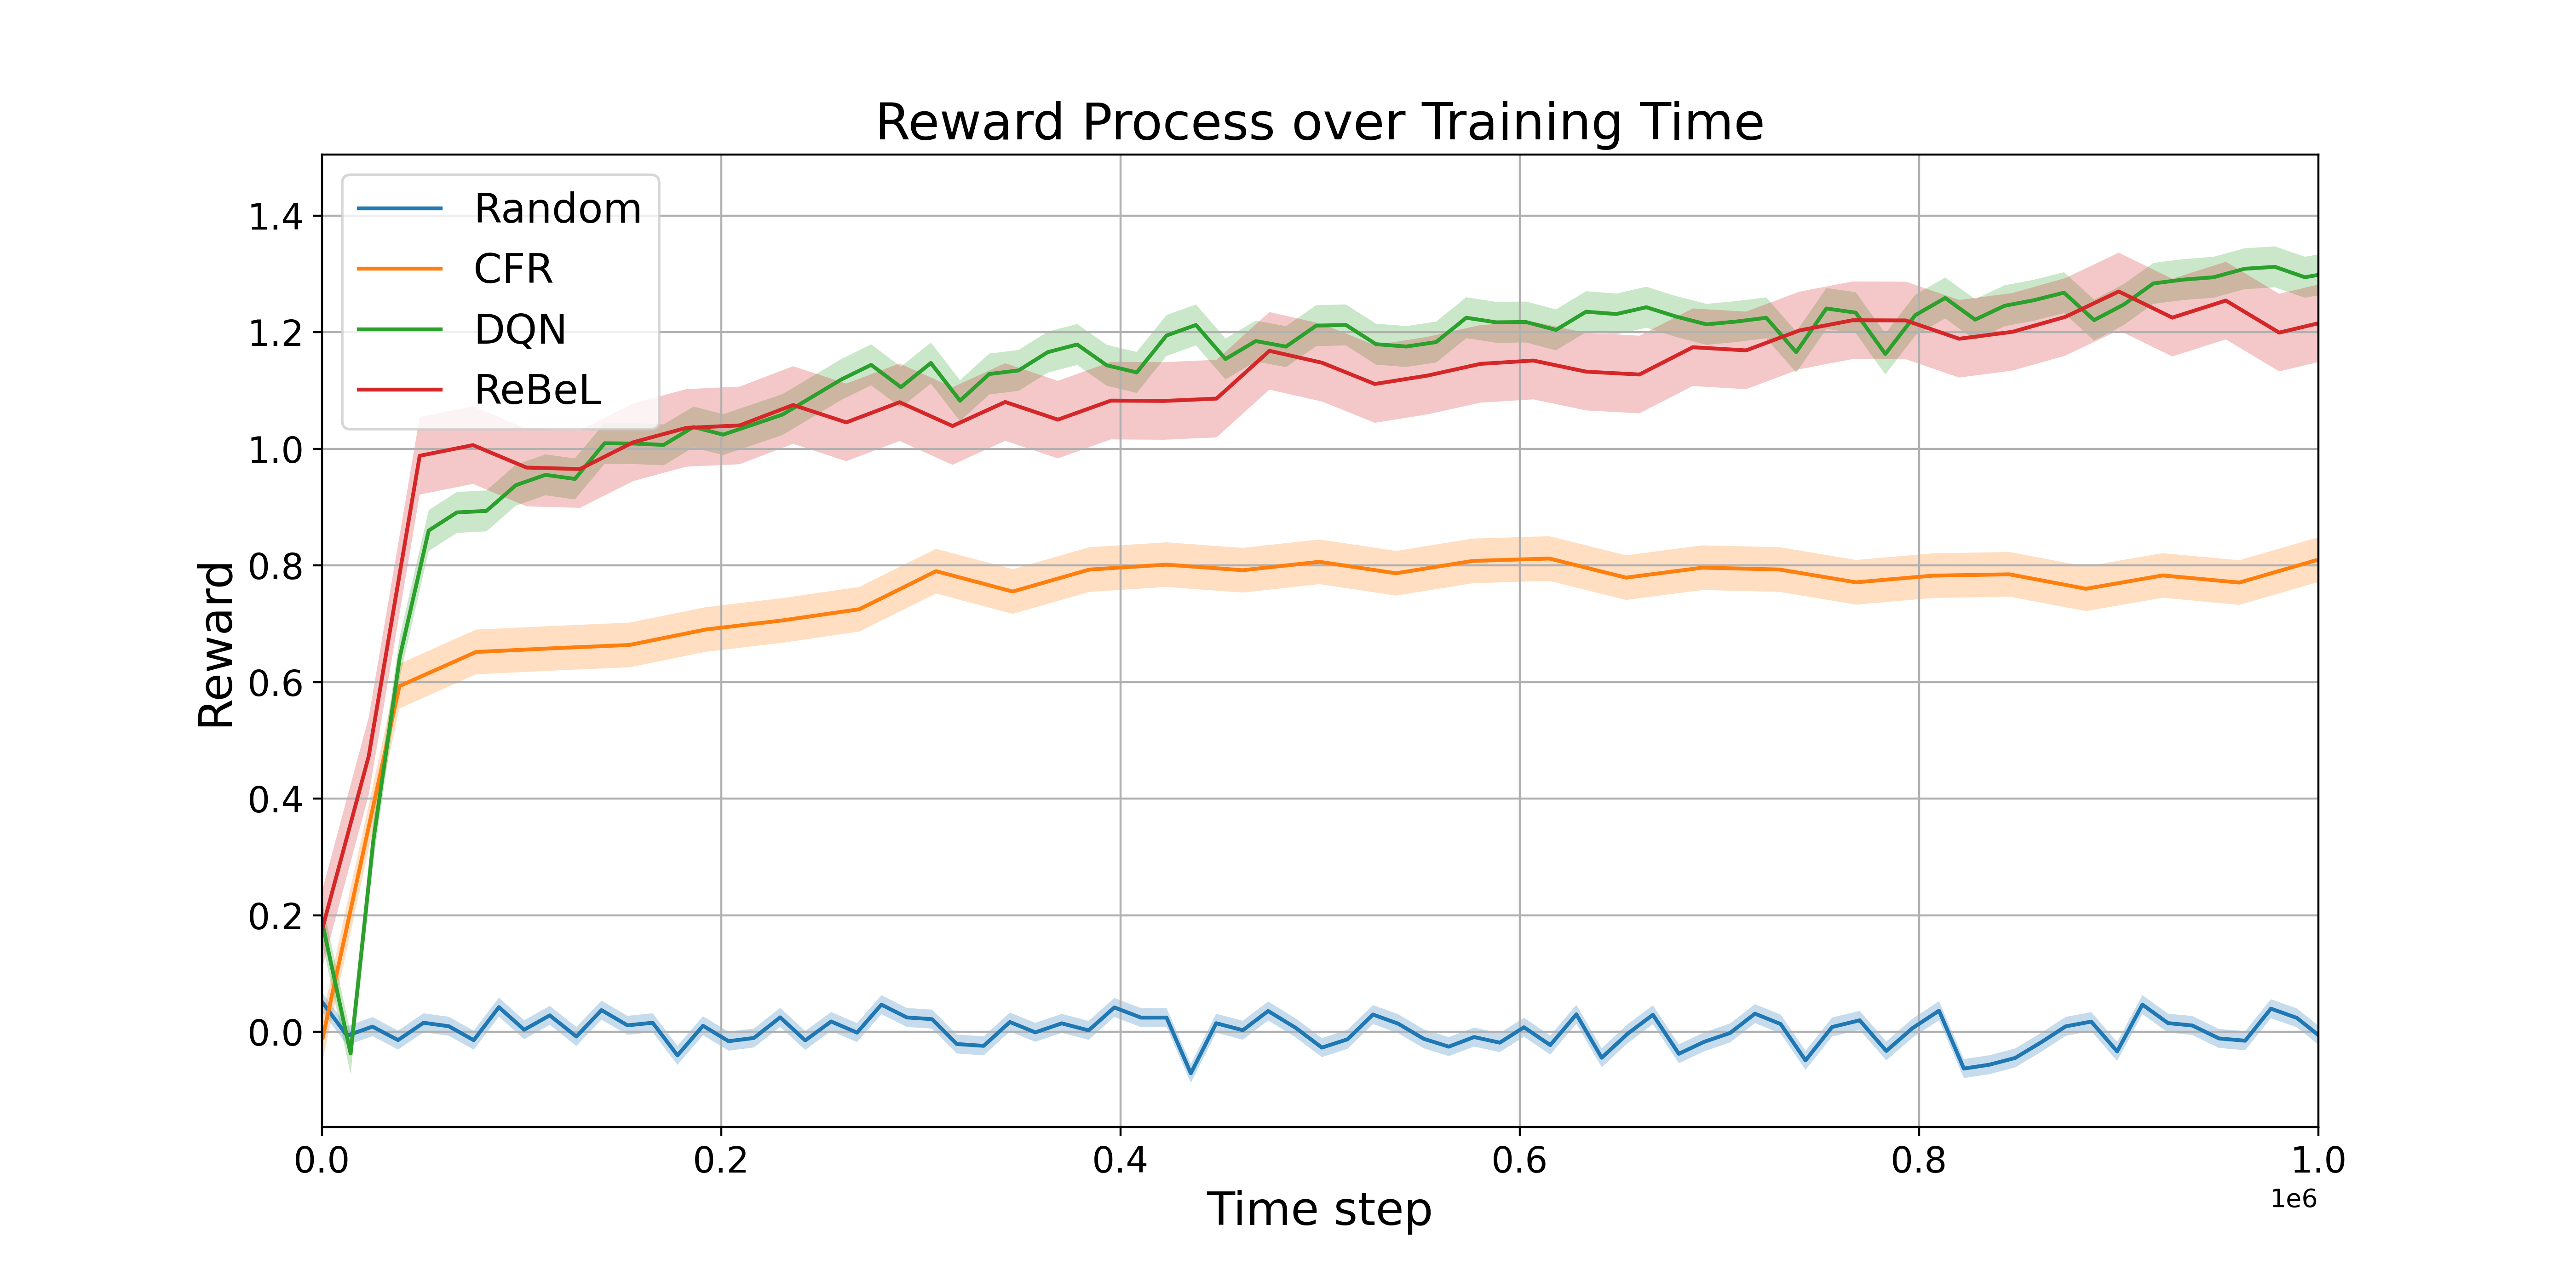 Reward Process over Training Time
Random
CFR
DQN
ReBeL
Reward
1.4
1.2
1.0
0.8
0.6
0.4
0.2
0.0
0.0 0.2 0.4 0.6 0.8 1.0
1e6
Time step